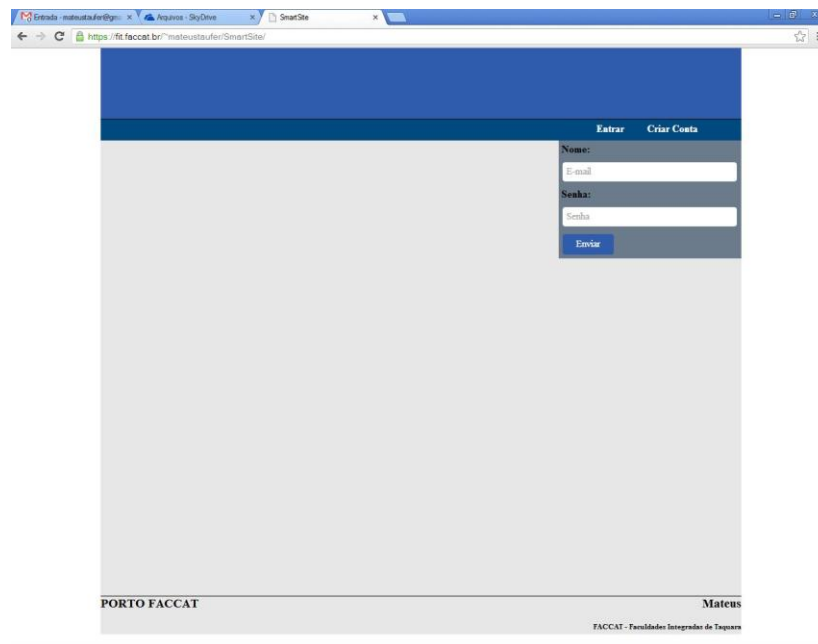 Entrada - mateustaufer@gm
Arquivos - SkyDrive
SmartSite
https://fit.faccat.br/~mateustaufer/SmartSite/
Entrar Criar Conta
Nome:
E-mail
Senha:
Senha
Enviar
PORTO FACCAT
Mateus
FACCAT - Faculdades Integradas de Taquara